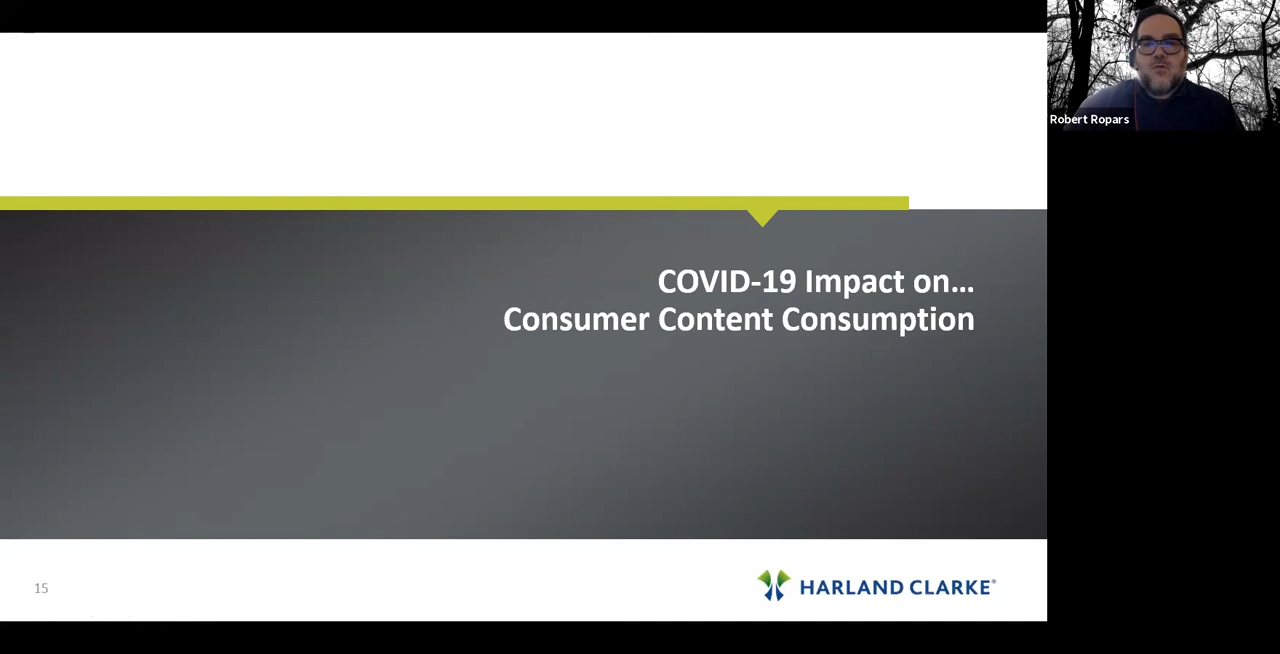 Robert Ropars
COVID-19 Impact on...
Consumer Content Consumption
15
HARLAND CLARKE®